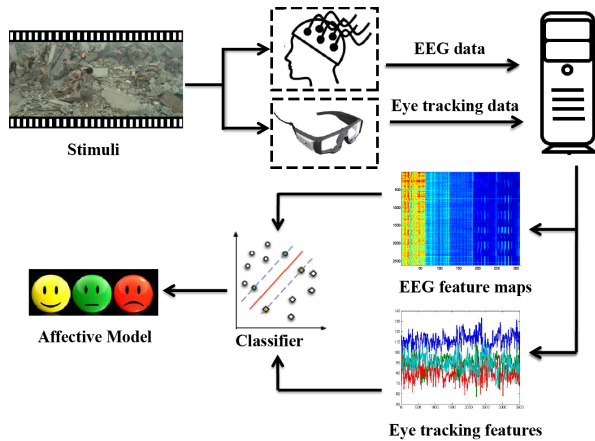 EEG data
Eye tracking data
Stimuli
EEG feature maps
Classifier
Affective Model
Eye tracking features